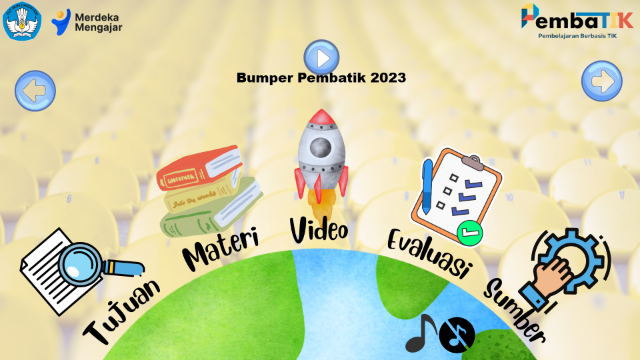 Merdeka
Mengajar
PembaTIK
Pembelajaran Berbasis TIK
Bumper Pembatik 2023
Tujuan
Materi
Video
Evaluasi
Sumber